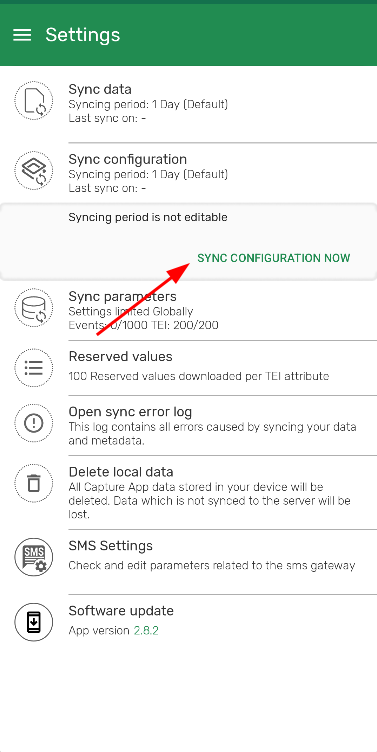 Settings
Sync data
Syncing period: 1 Day (Default)
Last sync on: -
Sync configuration
Syncing period: 1 Day (Default)
Last sync on: -
Syncing period is not editable
SYNC CONFIGURATION NOW
Sync parameters
Settings limited Globally
Events: 0/1000 TEI: 200/200
Reserved values
100 Reserved values downloaded per TEI attribute
Open sync error log
This log contains all errors caused by syncing your data
and metadata.
Delete local data
All Capture App data stored in your device will be
deleted. Data which is not synced to the server will be
lost.
SMS
SMS Settings
Check and edit parameters related to the sms gateway
Software update
App version 2.8.2